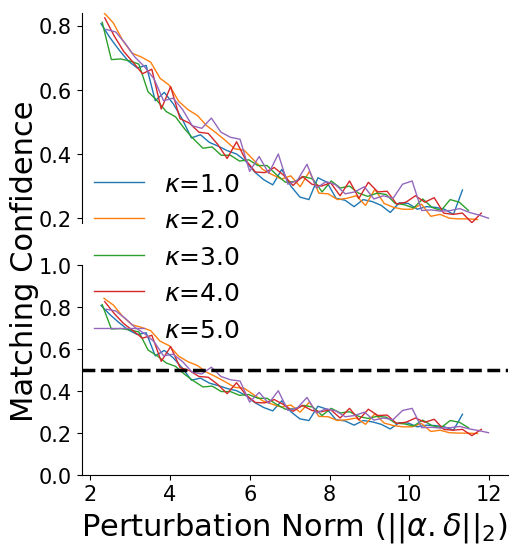 0.8
0.6
0.4
0.2
κ=1.0
κ=2.0
κ=3.0
κ=4.0
κ=5.0
Matching Confidence
1.0
0.8
0.6
0.4
0.2
0.0
2 4 6 8 10 12
Perturbation Norm (||α.δ||₂)